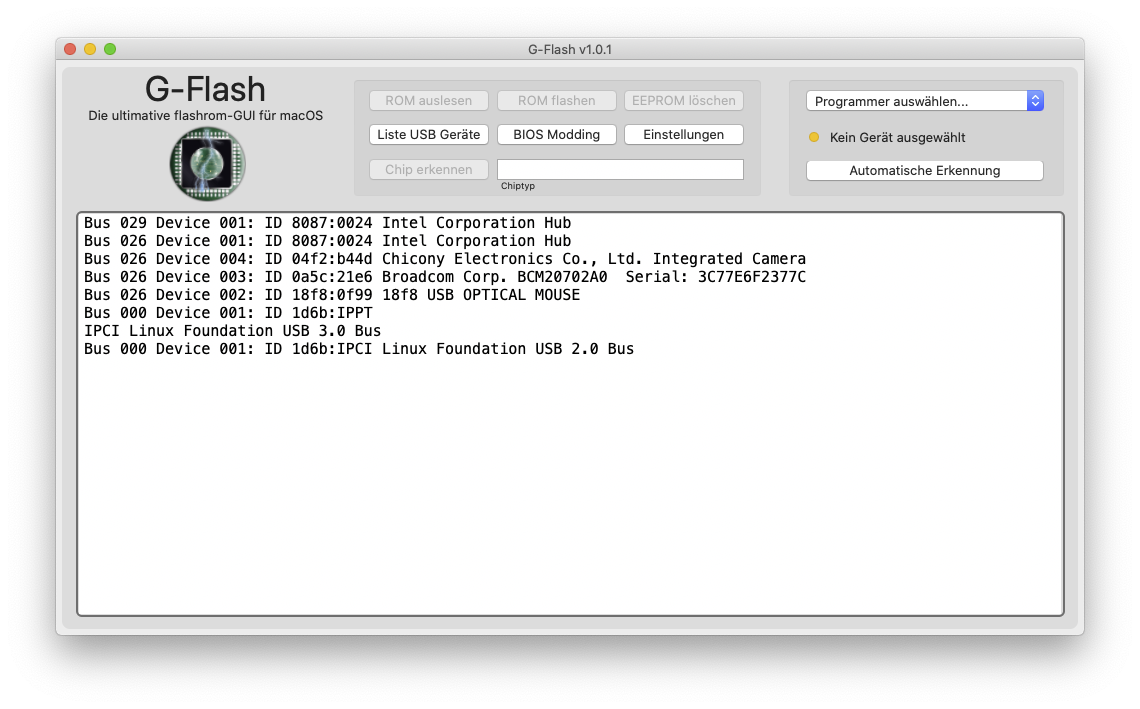 G-Flash v1.0.1
G-Flash
Die ultimative flashrom-GUI für macOS
ROM auslesen
ROM flashen
EEPROM löschen
Liste USB Geräte
BIOS Modding
Einstellungen
Chip erkennen
Chiptyp
Programmer auswählen...
Kein Gerät ausgewählt
Automatische Erkennung
Bus 029 Device 001: ID 8087:0024 Intel Corporation Hub
Bus 026 Device 001: ID 8087:0024 Intel Corporation Hub
Bus 026 Device 004: ID 04f2:b44d Chicony Electronics Co., Ltd. Integrated Camera
Bus 026 Device 003: ID 0a5c:21e6 Broadcom Corp. BCM20702A0  Serial: 3C77E6F2377C
Bus 026 Device 002: ID 18f8:0f99 18f8 USB OPTICAL MOUSE
Bus 000 Device 001: ID 1d6b:IPPT
IPCI Linux Foundation USB 3.0 Bus
Bus 000 Device 001: ID 1d6b:IPCI Linux Foundation USB 2.0 Bus